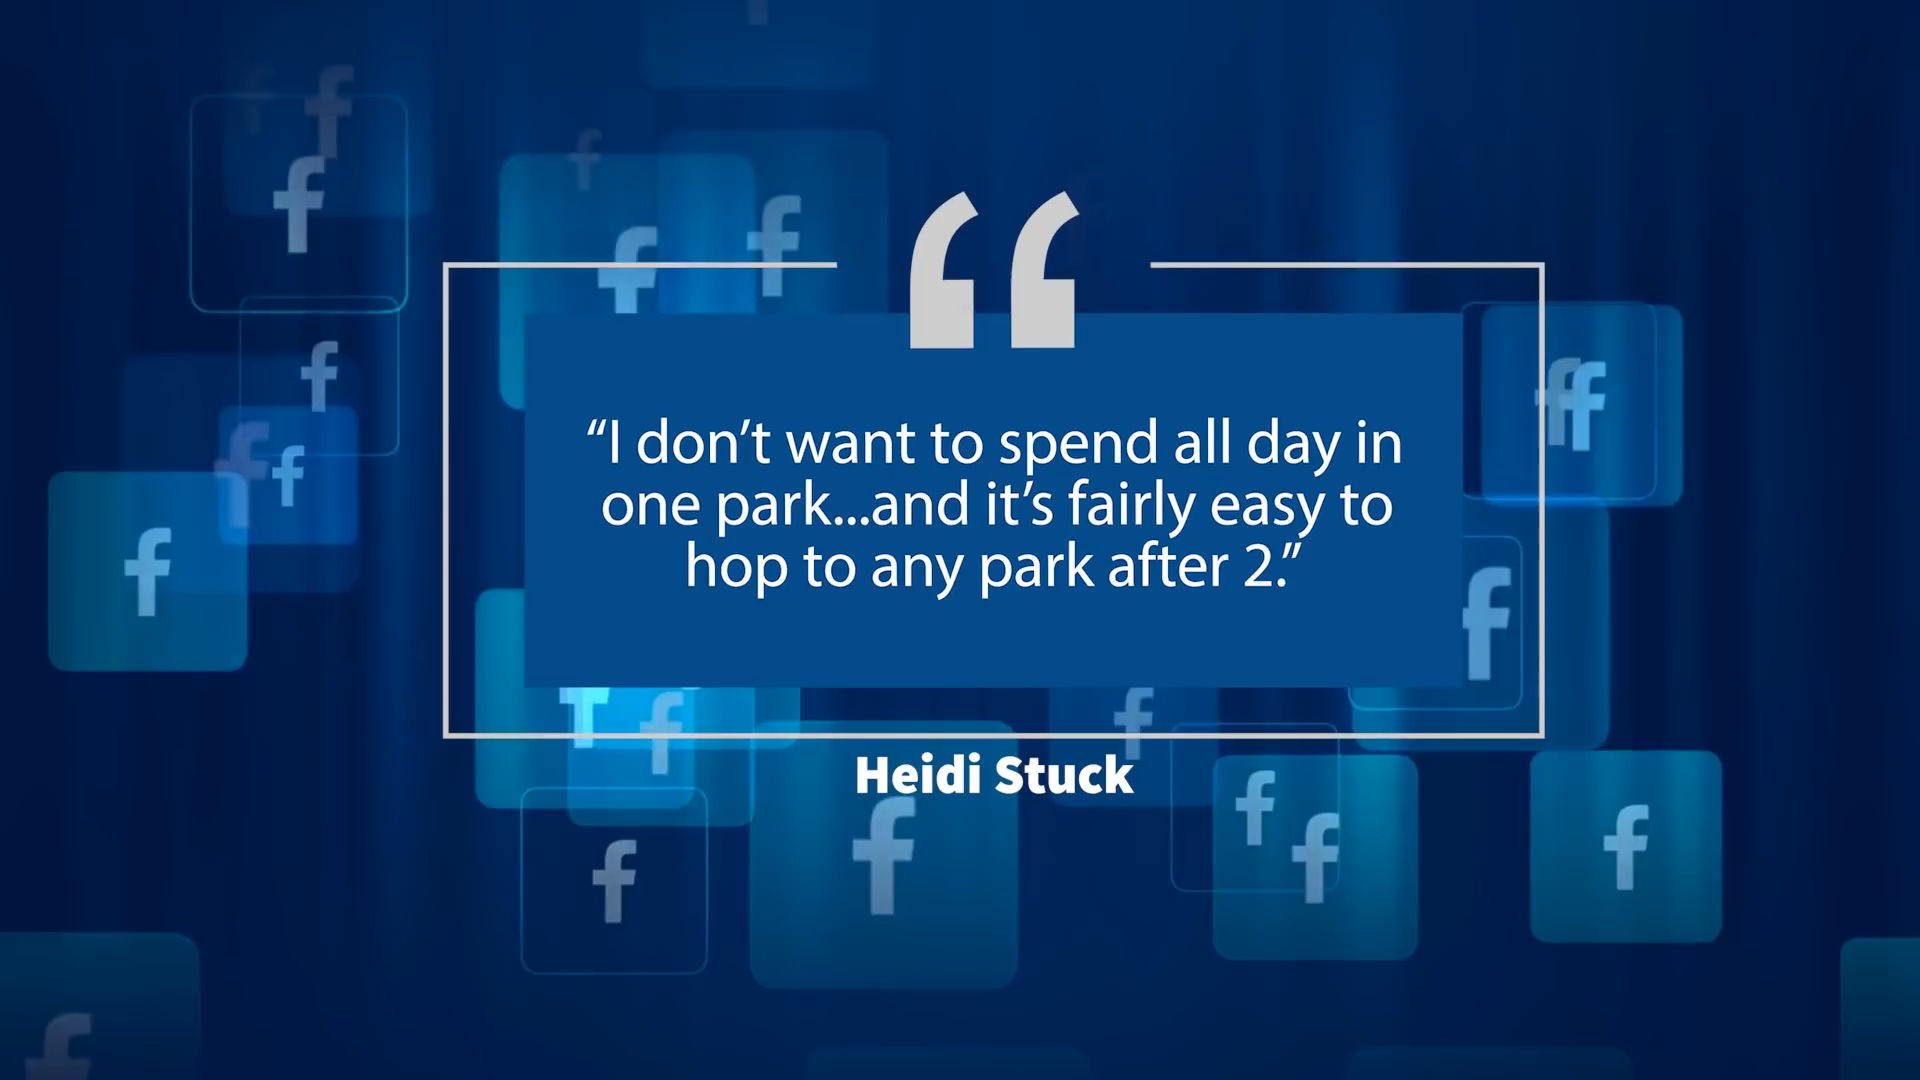 “I don’t want to spend all day in
one park...and it’s fairly easy to
hop to any park after 2.”
Heidi Stuck